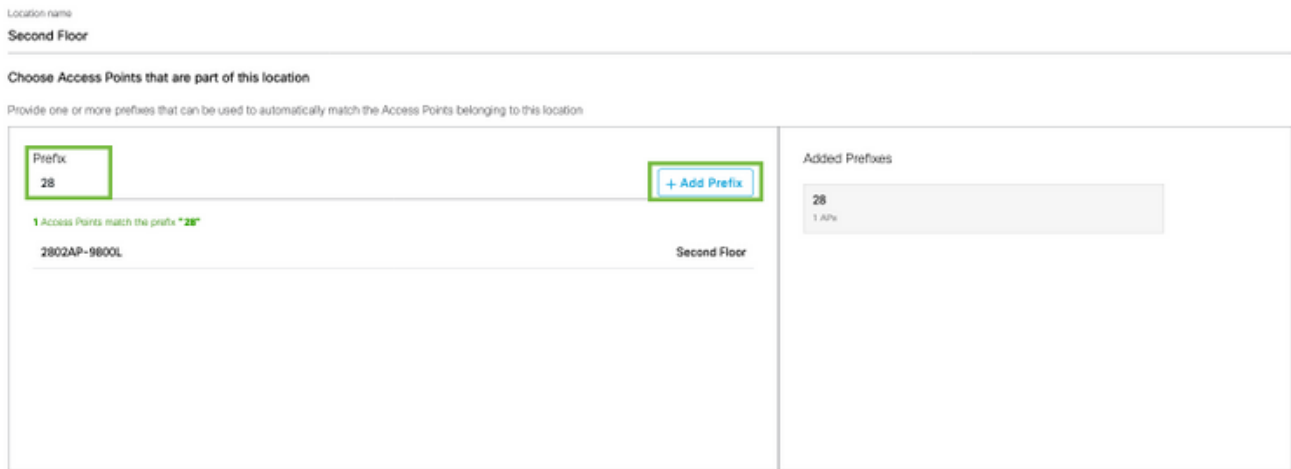 Location name
Second Floor
Choose Access Points that are part of this location
Provide one or more prefixes that can be used to automatically match the Access Points belonging to this location
Prefix
28
+ Add Prefix
1 Access Points match the prefix "28"
2802AP-9800L Second Floor
Added Prefixes
28
1 APs